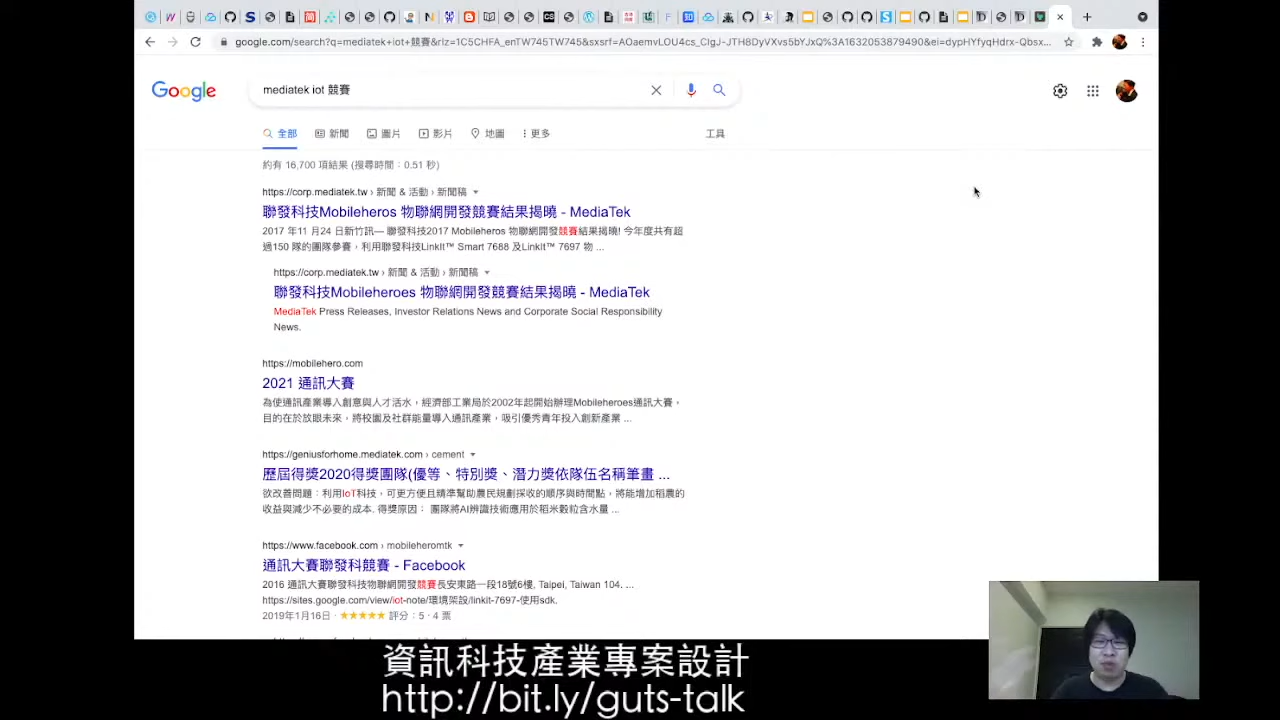 google.com/search?q=mediatek+iot+競賽&rlz=1C5CHFA_enTW745TW745&sxsrf=AOaemvLOU4cs_CIgJ-JTH8DyVXvs5bYJxQ%3A1632053879490&ei=dypHYfyqHdrx-Qbsx...
Google
mediatek iot 競賽
全部 新聞 圖片 影片 地圖 更多 工具
約有 16,700 項結果 (搜尋時間:0.51 秒)
https://corp.mediatek.tw › 新聞 & 活動 › 新聞稿
聯發科技Mobileheros 物聯網開發競賽結果揭曉 - MediaTek
2017 年11 月24 日新竹訊— 聯發科技2017 Mobileheros 物聯網開發競賽結果揭曉! 今年度共有超
過150 隊的團隊參賽,利用聯發科技LinkIt™ Smart 7688 及LinkIt™ 7697 物 ...
https://corp.mediatek.tw › 新聞 & 活動 › 新聞稿
聯發科技Mobileheroes 物聯網開發競賽結果揭曉 - MediaTek
MediaTek Press Releases, Investor Relations News and Corporate Social Responsibility
News.
https://mobilehero.com
2021 通訊大賽
為使通訊產業導入創意與人才活水,經濟部工業局於2002年起開始辦理Mobileheroes通訊大賽,
目的在於放眼未來,將校園及社群能量導入通訊產業,吸引優秀青年投入創新產業 ...
https://geniusforhome.mediatek.com › cement
歷屆得獎2020得獎團隊(優等、特別獎、潛力獎依隊伍名稱筆畫 ...
欲改善問題:利用IoT科技,可更方便且精準幫助農民規劃採收的順序與時間點,將能增加稻農的
收益與減少不必要的成本. 得獎原因: 團隊將AI辨識技術應用於稻米穀粒含水量 ...
https://www.facebook.com › mobileheromtk
通訊大賽聯發科競賽 - Facebook
2016 通訊大賽聯發科技物聯網開發競賽長安東路一段18號6樓, Taipei, Taiwan 104. ...
https://sites.google.com/view/iot-note/環境架設/linkit-7697-使用sdk.
2019年1月16日 · ★★★★★ 評分:5 · 4 票
資訊科技產業專案設計
http://bit.ly/guts-talk